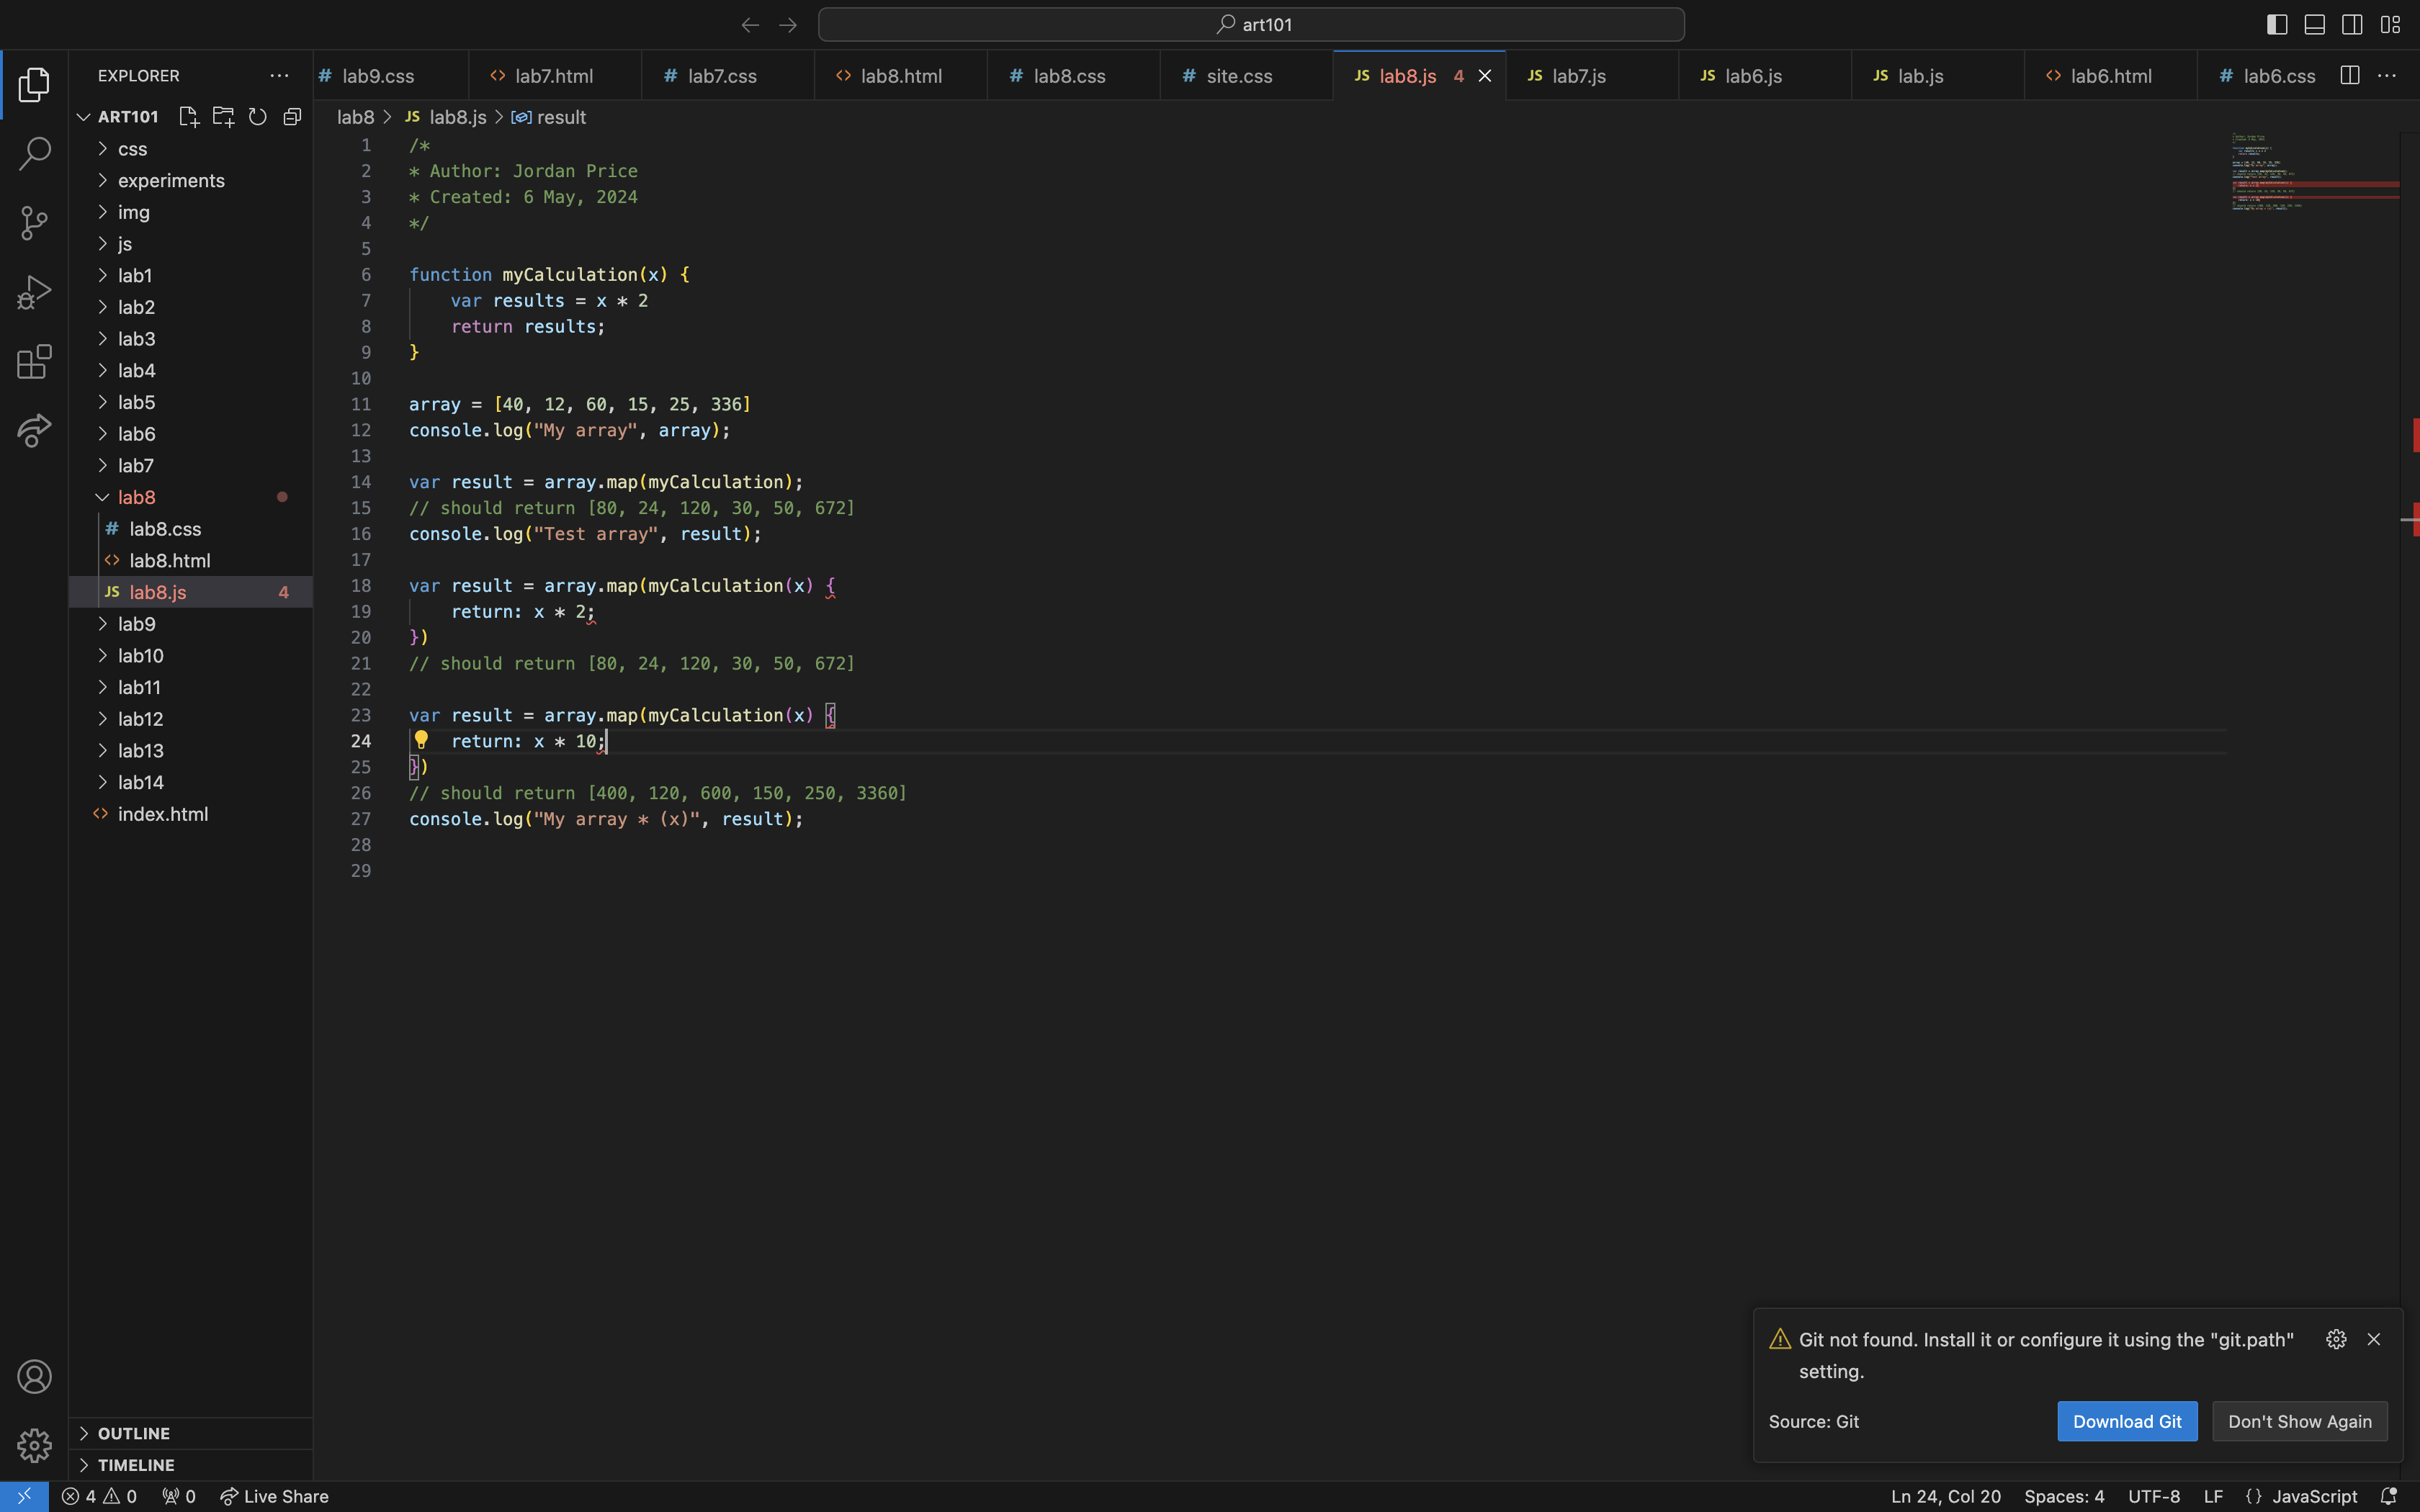 art101
EXPLORER
ART101
css
experiments
img
js
lab1
lab2
lab3
lab4
lab5
lab6
lab7
lab8
# lab8.css
<> lab8.html
JS lab8.js 4
lab9
lab10
lab11
lab12
lab13
lab14
<> index.html
OUTLINE
TIMELINE
# lab9.css <> lab7.html # lab7.css <> lab8.html # lab8.css # site.css JS lab8.js 4 JS lab7.js JS lab6.js JS lab.js <> lab6.html # lab6.css
lab8 > JS lab8.js > result
1 /*
2 * Author: Jordan Price
3 * Created: 6 May, 2024
4 */
5
6 function myCalculation(x) {
7 var results = x * 2
8 return results;
9 }
10
11 array = [40, 12, 60, 15, 25, 336]
12 console.log("My array", array);
13
14 var result = array.map(myCalculation);
15 // should return [80, 24, 120, 30, 50, 672]
16 console.log("Test array", result);
17
18 var result = array.map(myCalculation(x) {
19 return: x * 2;
20 })
21 // should return [80, 24, 120, 30, 50, 672]
22
23 var result = array.map(myCalculation(x) {
24 return: x * 10;
25 })
26 // should return [400, 120, 600, 150, 250, 3360]
27 console.log("My array * (x)", result);
28
29
Git not found. Install it or configure it using the "git.path"
setting.
Source: Git
Download Git
Don't Show Again
4 0 0 Live Share
Ln 24, Col 20 Spaces: 4 UTF-8 LF {} JavaScript